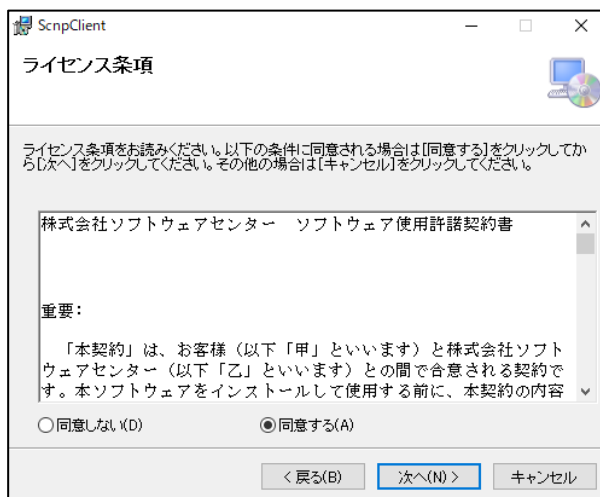 ScnpClient
ライセンス条項
ライセンス条項をお読みください。以下の条件に同意される場合は[同意する]をクリックしてか
ら[次へ]をクリックしてください。その他の場合は[キャンセル]をクリックしてください。
株式会社ソフトウェアセンター　ソフトウェア使用許諾契約書
重要：
「本契約」は、お客様（以下「甲」といいます）と株式会社ソフト
ウェアセンター（以下「乙」といいます）との間で合意される契約で
す。本ソフトウェアをインストールして使用する前に、本契約の内容
同意しない(D)　同意する(A)
< 戻る(B)　次へ(N) >　キャンセル